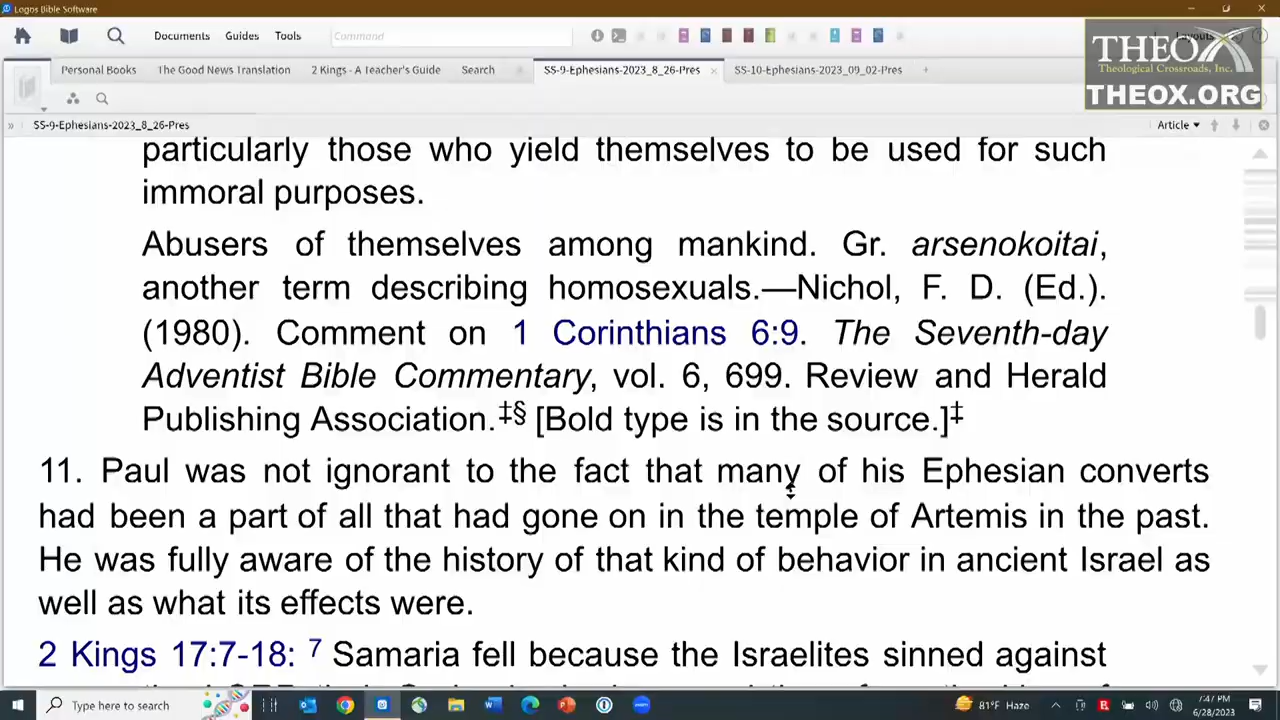 Logos Bible Software
Documents Guides Tools Command
THEOX
Theological Crossroads, Inc.
THEOX.ORG
Personal Books The Good News Translation 2 Kings - A Teacher's Guide SS-9-Ephesians-2023_8_26-Pres SS-10-Ephesians-2023_09_02-Pres
SS-9-Ephesians-2023_8_26-Pres Article
particularly those who yield themselves to be used for such
immoral purposes.
Abusers of themselves among mankind. Gr. arsenokoitai,
another term describing homosexuals.—Nichol, F. D. (Ed.).
(1980). Comment on 1 Corinthians 6:9. The Seventh-day
Adventist Bible Commentary, vol. 6, 699. Review and Herald
Publishing Association.‡§ [Bold type is in the source.]‡
11. Paul was not ignorant to the fact that many of his Ephesian converts
had been a part of all that had gone on in the temple of Artemis in the past.
He was fully aware of the history of that kind of behavior in ancient Israel as
well as what its effects were.
2 Kings 17:7-18: 7 Samaria fell because the Israelites sinned against
Type here to search
81°F Haze
7:47 PM
6/28/2023